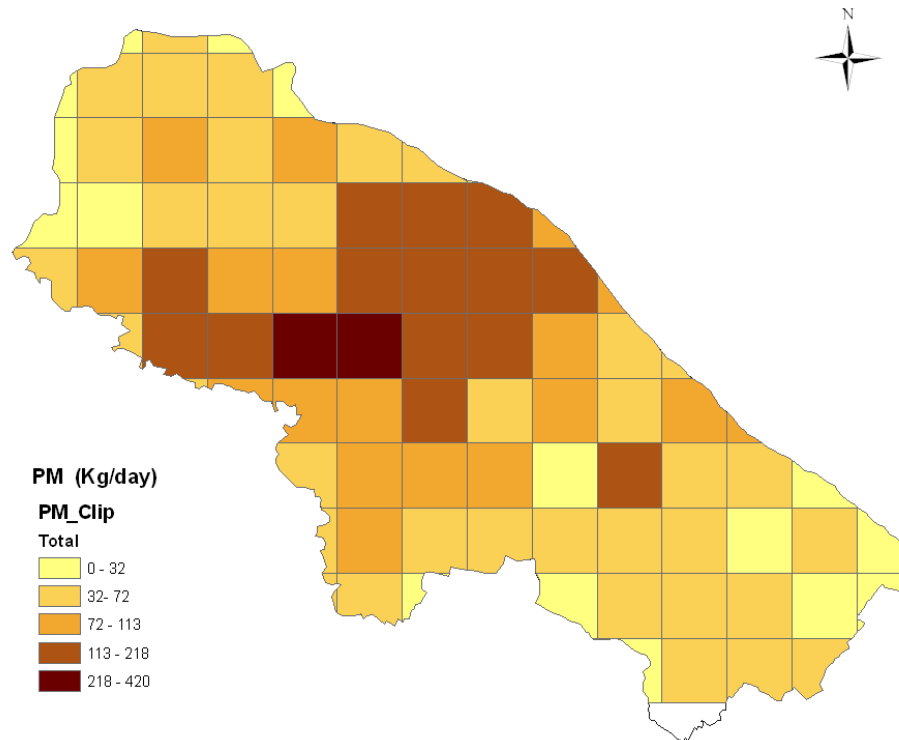 N
PM (Kg/day)
PM_Clip
Total
0 - 32
32- 72
72 - 113
113 - 218
218 - 420